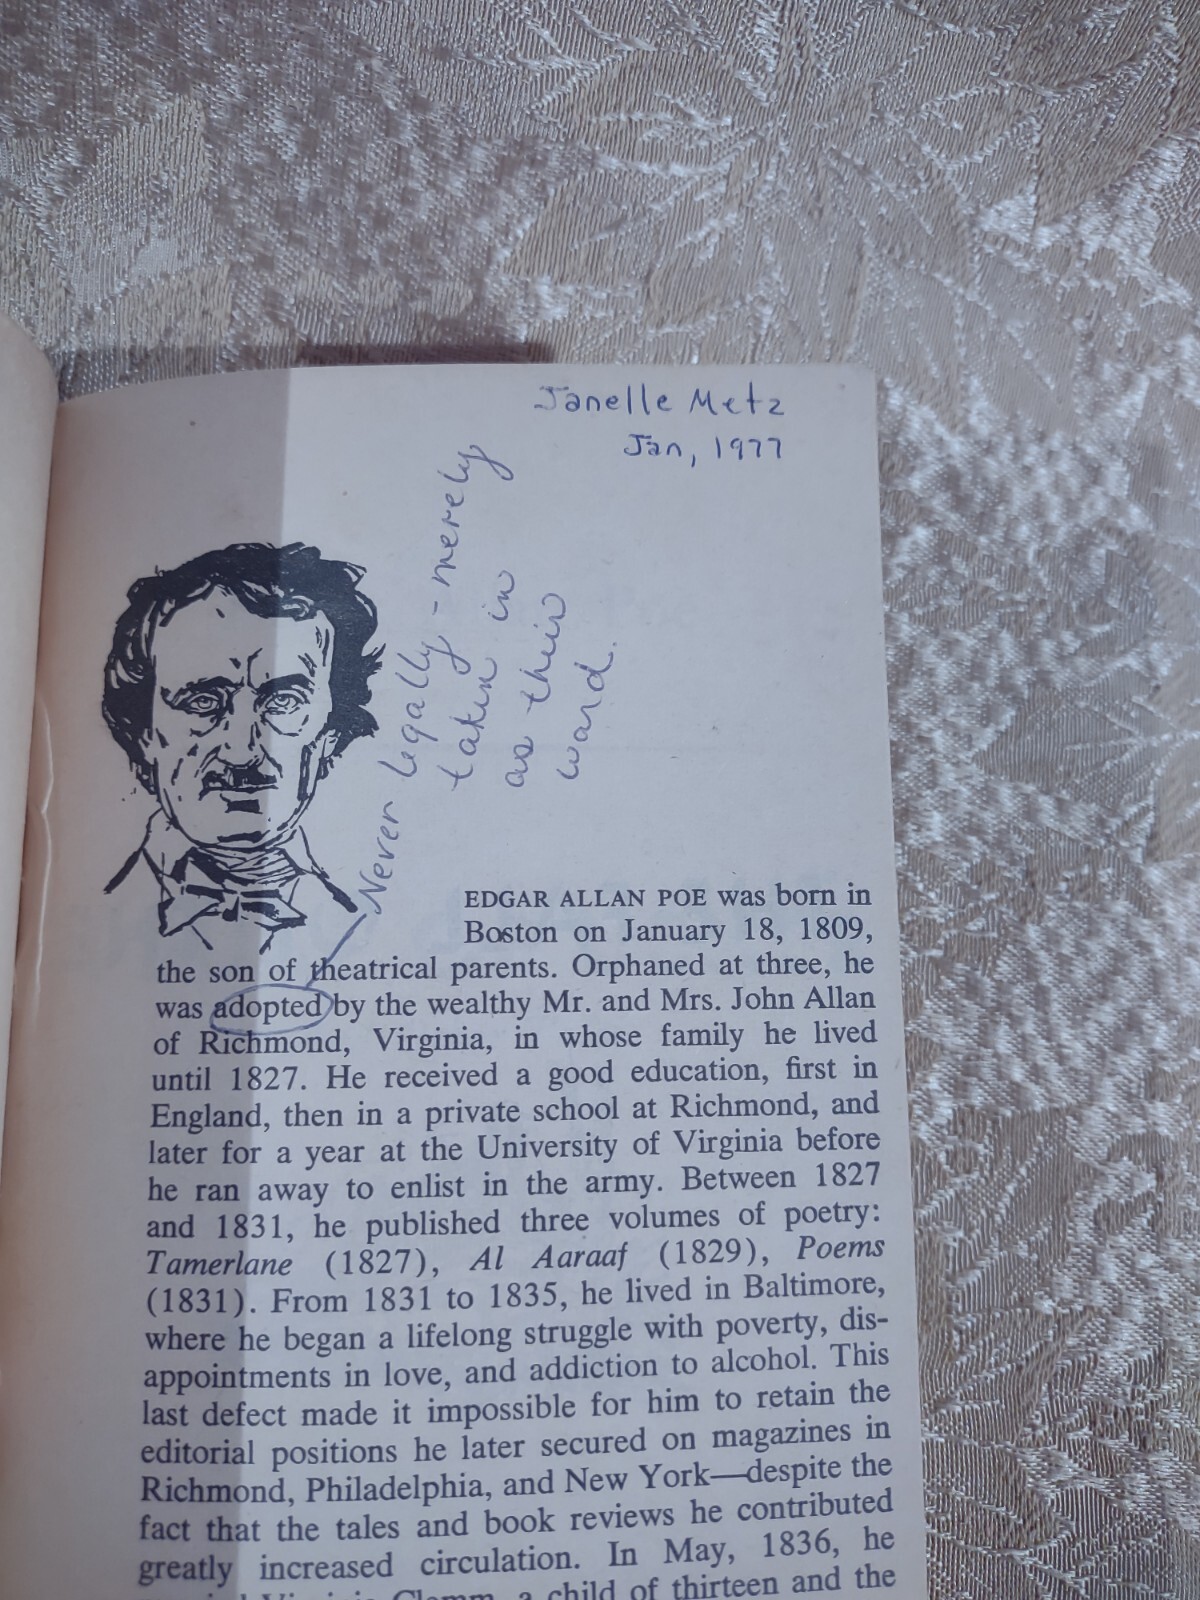 Janelle Metz
Jan, 1977
Never legally - merely
taken in
as their
ward.
EDGAR ALLAN POE was born in
Boston on January 18, 1809,
the son of theatrical parents. Orphaned at three, he
was adopted by the wealthy Mr. and Mrs. John Allan
of Richmond, Virginia, in whose family he lived
until 1827. He received a good education, first in
England, then in a private school at Richmond, and
later for a year at the University of Virginia before
he ran away to enlist in the army. Between 1827
and 1831, he published three volumes of poetry:
Tamerlane (1827), Al Aaraaf (1829), Poems
(1831). From 1831 to 1835, he lived in Baltimore,
where he began a lifelong struggle with poverty, dis-
appointments in love, and addiction to alcohol. This
last defect made it impossible for him to retain the
editorial positions he later secured on magazines in
Richmond, Philadelphia, and New York—despite the
fact that the tales and book reviews he contributed
greatly increased circulation. In May, 1836, he
Virginia Clemm, a child of thirteen and the